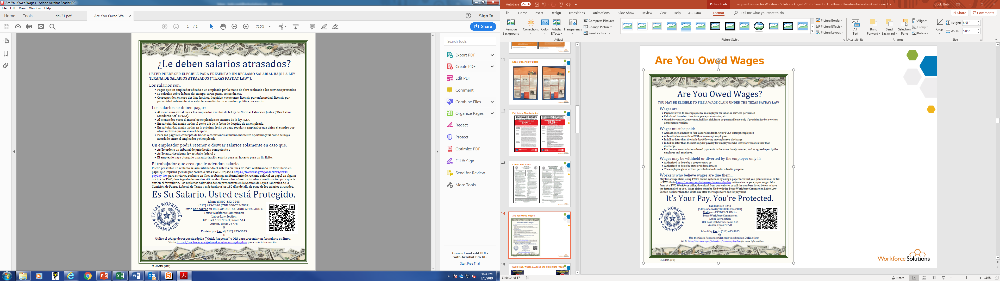 Are You Owed Wages - Adobe Acrobat Reader DC
File Edit View Window Help
Home Tools rid-21.pdf Are You Owed Wa... × Sign In
1 / 1 75.5% Share
¿Le deben salarios atrasados?
USTED PUEDE SER ELEGIBLE PARA PRESENTAR UN RECLAMO SALARIAL BAJO LA LEY
TEXANA DE SALARIOS ATRASADOS ("TEXAS PAYDAY LAW").
Los salarios son:
• Pagos que un empleador adeuda a un empleado por la mano de obra realizada o los servicios prestados
• Se calculan sobre la base de: tiempo, tarea, pieza, comisión, etc.
• Corresponden en caso de: días festivos, despidos, vacaciones, licencia por enfermedad, licencia por
paternidad solamente si se establece mediante un acuerdo o política por escrito.
Los salarios se deben pagar:
• Al menos una vez al mes a los empleados exentos de la Ley de Normas Laborales Justas ("Fair Labor
Standards Act" o FLSA).
• Al menos dos veces al mes a los empleados no exentos de la ley FLSA.
• En su totalidad a más tardar al sexto día de la fecha de despido de un empleado.
• En su totalidad a más tardar en la próxima fecha de pago regular a empleados que dejen el empleo por
otros motivos que no sean el despido.
• Para los pagos en concepto de bonos o comisiones al mismo momento oportuno y tal como se haya
acordado entre el empleador y el empleado.
Un empleador podrá retener o desviar salarios solamente en caso que:
• Así lo ordene un tribunal de jurisdicción competente o
• Así lo autorice alguna ley estatal o federal o
• El empleado haya otorgado una autorización escrita para así hacerlo para un fin lícito.
El trabajador que crea que le adeudan salario...
Puede presentar un reclamo salarial utilizando el sistema en línea de TWC o utilizando un formulario en
papel que imprima y envíe por correo o fax a TWC. Diríjase a https://twc.texas.gov/jobseekers/texas-
payday-law para enviar su reclamo en línea u obtenga un formulario de reclamo salarial en papel en alguna
oficina de TWC, descárguelo de nuestro sitio web o llame a los números listados a continuación para que le
envíen el formulario. Los reclamos salariales deben presentarse en la Sección de Leyes Laborales de la
Comisión de Fuerza Laboral de Texas a más tardar a los 180 días del día de pago de los salarios atrasados.
Es Su Salario. Usted está Protegido.
TEXAS WORKFORCE COMMISSION
Llame al 800-832-9243
(512) 475-2670 (TDD 800-735-2989)
Envíe por correo su RECLAMO DE SALARIO ATRASADO a:
Texas Workforce Commission
Labor Law Section
101 East 15th Street, Room 514
Austin, Texas 78778
O
Envíelo por fax al (512) 475-3025
O
Utilice el código de respuesta rápida ("Quick Response" o QR) para presentar un formulario en línea.
Visite https://twc.texas.gov/jobseekers/texas-payday-law para más información.
LL-52-SPN (0918)
Search tools
Export PDF
Create PDF
Edit PDF
Comment
Combine Files
Organize Pages
Redact
Protect
Optimize PDF
Fill & Sign
Send for Review
More Tools
Convert and edit PDFs
with Acrobat Pro DC
Start Free Trial
5:24 PM
8/5/2019
AutoSave On Picture Tools Required Posters for Workforce Solutions August 2019 - Saved to OneDrive - Houston-Galveston Area Council Cook, Bobi
File Home Insert Design Transitions Animations Slide Show Review View Help ACROBAT Format Tell me what you want to do Share Comments
Remove Background
Corrections
Color
Artistic Effects
Transparency
Compress Pictures
Change Picture
Reset Picture
Adjust
Picture Styles
Picture Border
Picture Effects
Picture Layout
Alt Text
Accessibility
Bring Forward
Send Backward
Selection Pane
Align
Group
Rotate
Arrange
Crop
Height: 6.51"
Width: 5.05"
Size
11
Equal Opportunity Board
12
Fair Labor Standards Act
EMPLOYEE RIGHTS
$7.25
DERECHOS DE LOS TRABAJADORES
$7.25
13
Child Labor Laws
14
Are You Owed Wages
Are You Owed Wages?
It's Your Pay. You're Protected.
15
TWC Fraud, Waste, & Abuse and Child Care Fraud
Are You Owed Wages
Are You Owed Wages?
YOU MAY BE ELIGIBLE TO FILE A WAGE CLAIM UNDER THE TEXAS PAYDAY LAW
Wages are:
• Payment owed to an employee by an employer for labor or services performed
• Calculated based on time, task, piece, commission, etc.
• Owed for vacation, severance, holiday, sick leave or parental leave only if provided for by a written
agreement or policy.
Wages must be paid:
• At least once a month to Fair Labor Standards Act or FLSA-exempt employees
• At least twice a month to FLSA-non-exempt employees
• In full no later than the sixth day following an employee's discharge
• In full no later than the next regular payday for employees who leave for reasons other than
discharge
• For bonus-or-commissions-based payments in the same timely manner, and as agreed upon by the
employer and employee.
Wages may be withheld or diverted by the employer only if:
• Authorized to do so by a proper court, or
• Authorized to do so by state or federal law, or
• The employee gives written permission to do so for a lawful purpose.
Workers who believe wages are due them...
May file a wage claim using TWC's online system or by using a paper form that you print and mail or fax
to TWC. Go to https://twc.texas.gov/jobseekers/texas-payday-law to file online, or get a paper wage claim
form at a TWC Workforce office, download from our website, or call the numbers listed below to have
the form mailed to you. Wage claims must be filed with the Texas Workforce Commission Labor Law
Section not later than the 180th day after the wages were due for payment.
It's Your Pay. You're Protected.
TEXAS WORKFORCE COMMISSION
Call 800-832-9243
(512) 475-2670 (TDD 800-735-2989)
Mail your PAYDAY CLAIM to:
Texas Workforce Commission
Labor Law Section
101 East 15th Street, Room 514
Austin, Texas 78778
Or
Submit by Fax to (512) 475-3025
Or
Use the Quick Response (QR) code to submit an Online form
Go to https://twc.texas.gov/jobseekers/texas-payday-law for more information.
LL-52 ENG (0918)
Workforce Solutions
Slide 14 of 37 Notes 119%